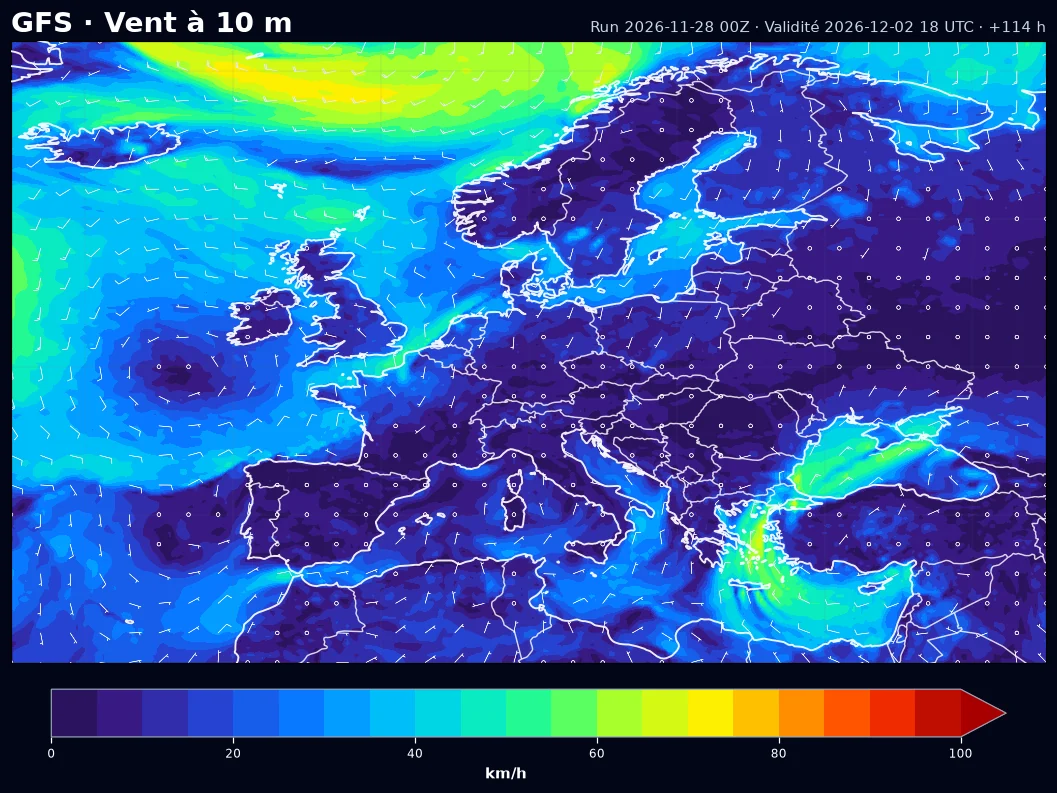 GFS · Vent à 10 m
Run 2026-11-28 00Z · Validité 2026-12-02 18 UTC · +114 h
0 20 40 60 80 100
km/h